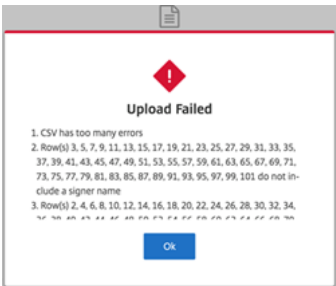 Upload Failed
1. CSV has too many errors
2. Row(s) 3, 5, 7, 9, 11, 13, 15, 17, 19, 21, 23, 25, 27, 29, 31, 33, 35,
37, 39, 41, 43, 45, 47, 49, 51, 53, 55, 57, 59, 61, 63, 65, 67, 69, 71,
73, 75, 77, 79, 81, 83, 85, 87, 89, 91, 93, 95, 97, 99, 101 do not in-
clude a signer name
3. Row(s) 2, 4, 6, 8, 10, 12, 14, 16, 18, 20, 22, 24, 26, 28, 30, 32, 34,
Ok